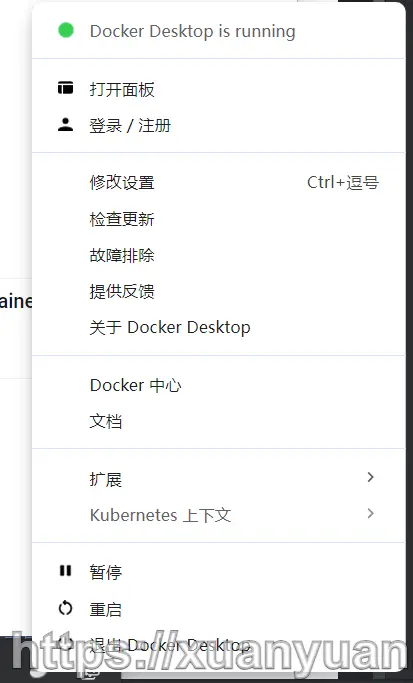 Docker Desktop is running
打开面板
登录 / 注册
修改设置 Ctrl+逗号
检查更新
故障排除
aine
提供反馈
关于 Docker Desktop
Docker 中心
文档
扩展
Kubernetes 上下文
暂停
重启
退出 Docker Desktop
https://xuanyuan